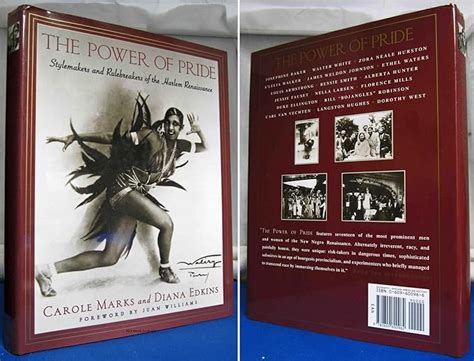 THE POWER OF PRIDE
Stylemakers and Rulebreakers of the Harlem Renaissance
Walery
Paris
CAROLE MARKS AND DIANA EDKINS
FOREWORD BY JUAN WILLIAMS
THE POWER OF PRIDE
JOSEPHINE BAKER • WALTER WHITE • ZORA NEALE HURSTON
A'LELIA WALKER • JAMES WELDON JOHNSON • ETHEL WATERS
LOUIS ARMSTRONG • BESSIE SMITH • ALBERTA HUNTER
JESSIE FAUSET • NELLA LARSEN • FLORENCE MILLS
DUKE ELLINGTON • BILL "BOJANGLES" ROBINSON
CARL VAN VECHTEN • LANGSTON HUGHES • DOROTHY WEST
"THE POWER OF PRIDE features seventeen of the most prominent men
and women of the New Negro Renaissance. Alternately irreverent, racy, and
painfully honest, they were unique: risk-takers in dangerous times, sophisticated
infidels in an age of bourgeois provincialism, and experimenters who briefly managed
to transcend race by immersing themselves in it."